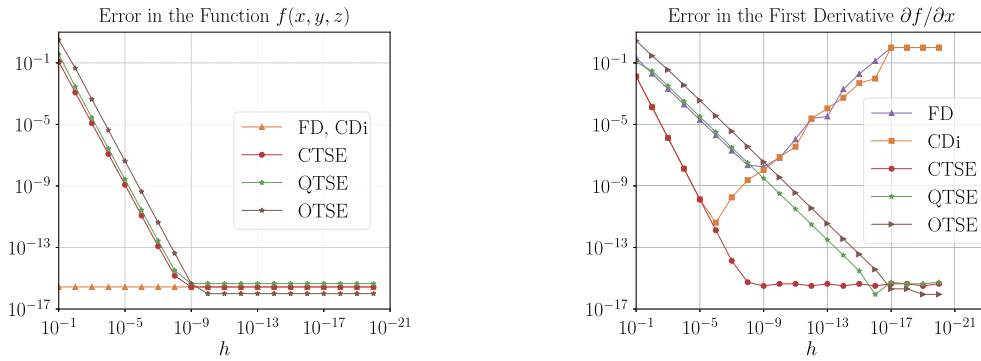 Error in the Function f(x, y, z)
10⁻¹
10⁻⁵
10⁻⁹
10⁻¹³
10⁻¹⁷
10⁻¹ 10⁻⁵ 10⁻⁹ 10⁻¹³ 10⁻¹⁷ 10⁻²¹
h
FD, CDi
CTSE
QTSE
OTSE
Error in the First Derivative ∂f/∂x
10⁻¹
10⁻⁵
10⁻⁹
10⁻¹³
10⁻¹⁷
10⁻¹ 10⁻⁵ 10⁻⁹ 10⁻¹³ 10⁻¹⁷ 10⁻²¹
h
FD
CDi
CTSE
QTSE
OTSE